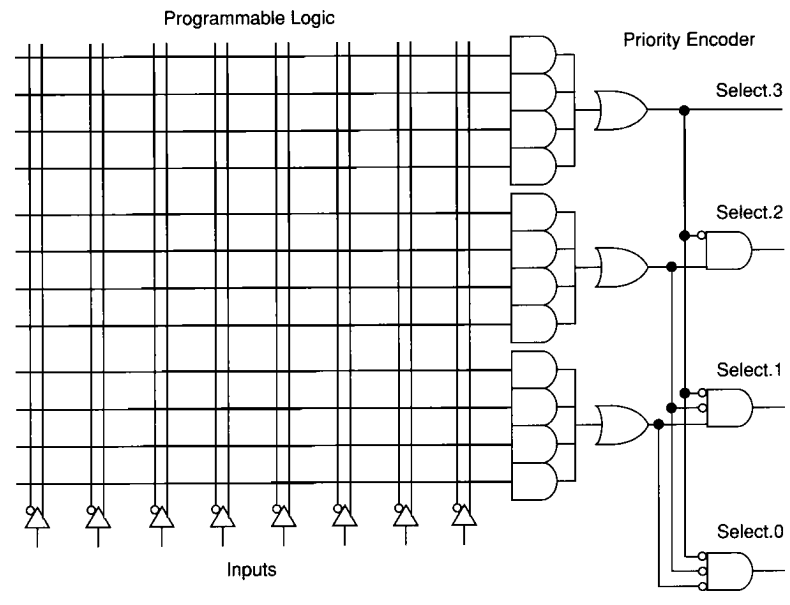 Programmable Logic
Priority Encoder
Select.3
Select.2
Select.1
Select.0
Inputs